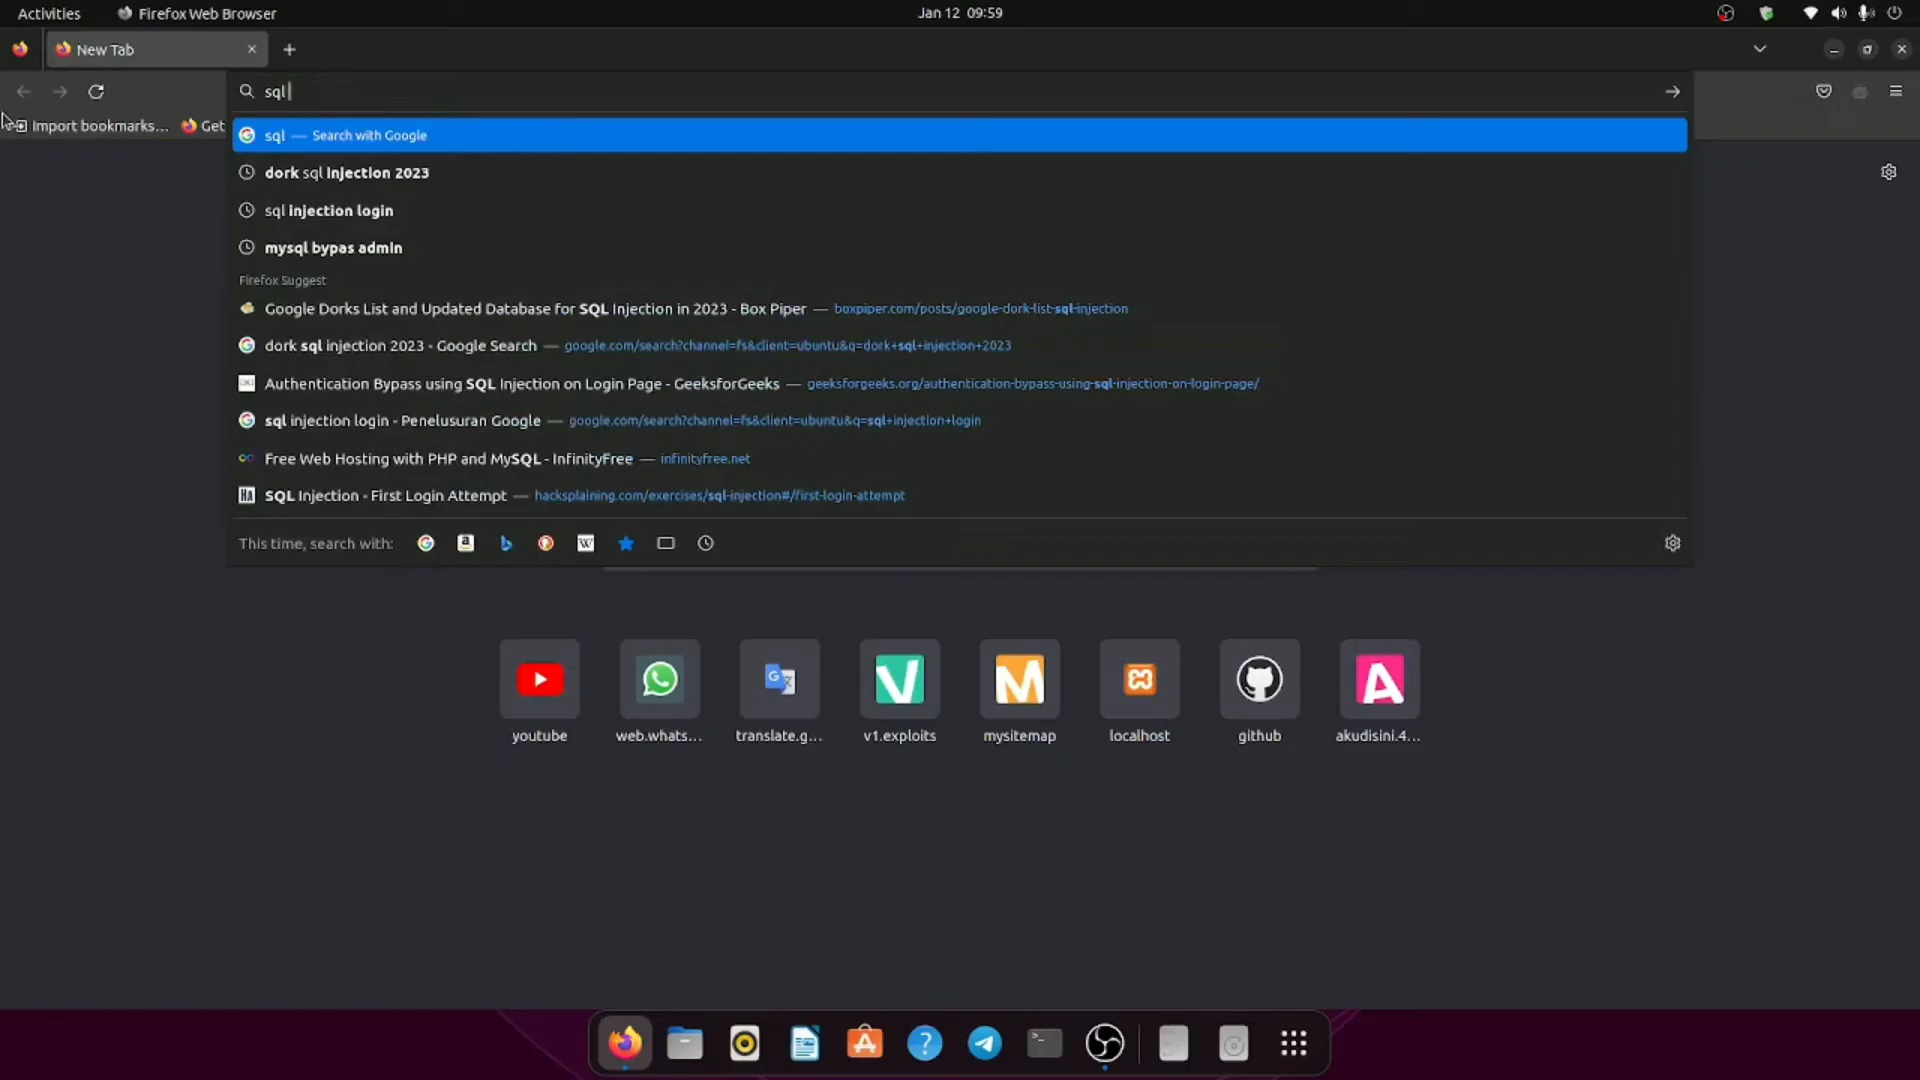 Activities Firefox Web Browser Jan 12 09:59
New Tab
sql
Import bookmarks... Get
sql — Search with Google
dork sql injection 2023
sql injection login
mysql bypas admin
Firefox Suggest
Google Dorks List and Updated Database for SQL Injection in 2023 - Box Piper — boxpiper.com/posts/google-dork-list-sql-injection
dork sql injection 2023 - Google Search — google.com/search?channel=fs&client=ubuntu&q=dork+sql+injection+2023
Authentication Bypass using SQL Injection on Login Page - GeeksforGeeks — geeksforgeeks.org/authentication-bypass-using-sql-injection-on-login-page/
sql injection login - Penelusuran Google — google.com/search?channel=fs&client=ubuntu&q=sql+injection+login
Free Web Hosting with PHP and MySQL - InfinityFree — infinityfree.net
SQL Injection - First Login Attempt — hacksplaining.com/exercises/sql-injection#/first-login-attempt
This time, search with:
youtube web.whats... translate.g... v1.exploits mysitemap localhost github akudisini.4...